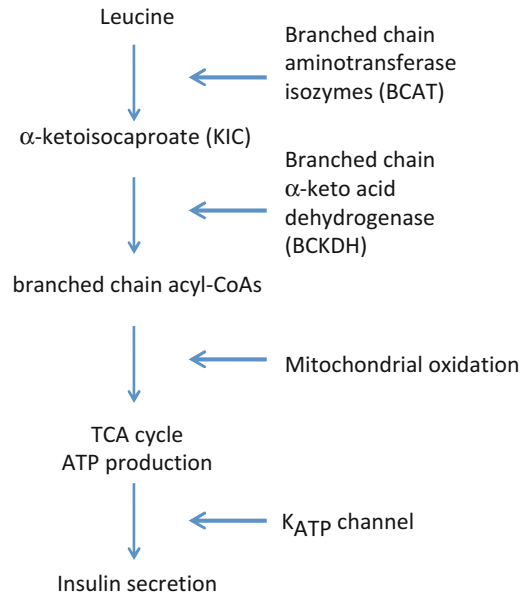 Leucine
Branched chain
aminotransferase
isozymes (BCAT)
α-ketoisocaproate (KIC)
Branched chain
α-keto acid
dehydrogenase
(BCKDH)
branched chain acyl-CoAs
Mitochondrial oxidation
TCA cycle
ATP production
KATP channel
Insulin secretion